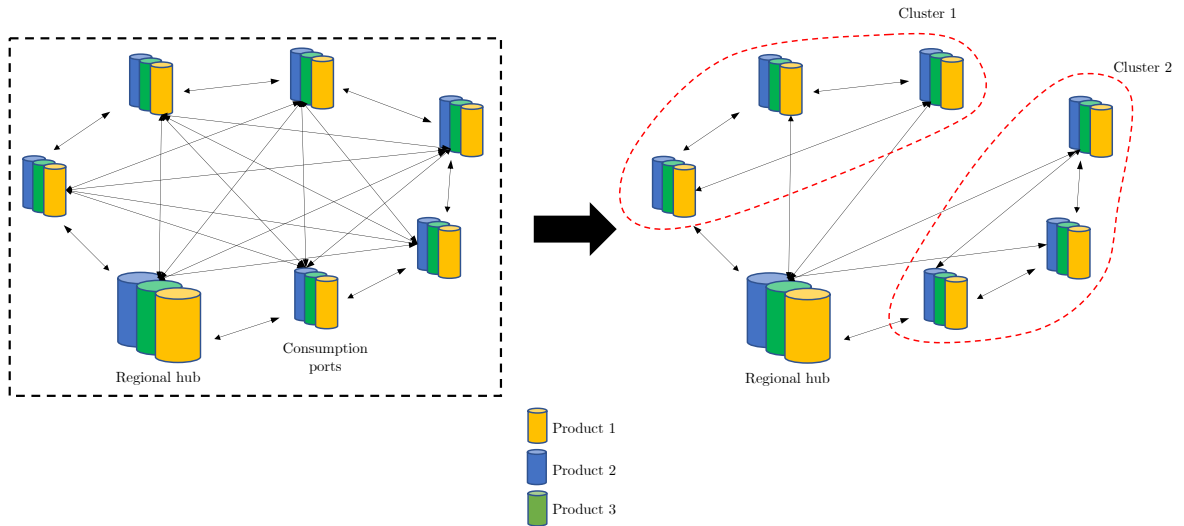 Cluster 1
Cluster 2
Consumption
ports
Regional hub
Regional hub
Product 1
Product 2
Product 3